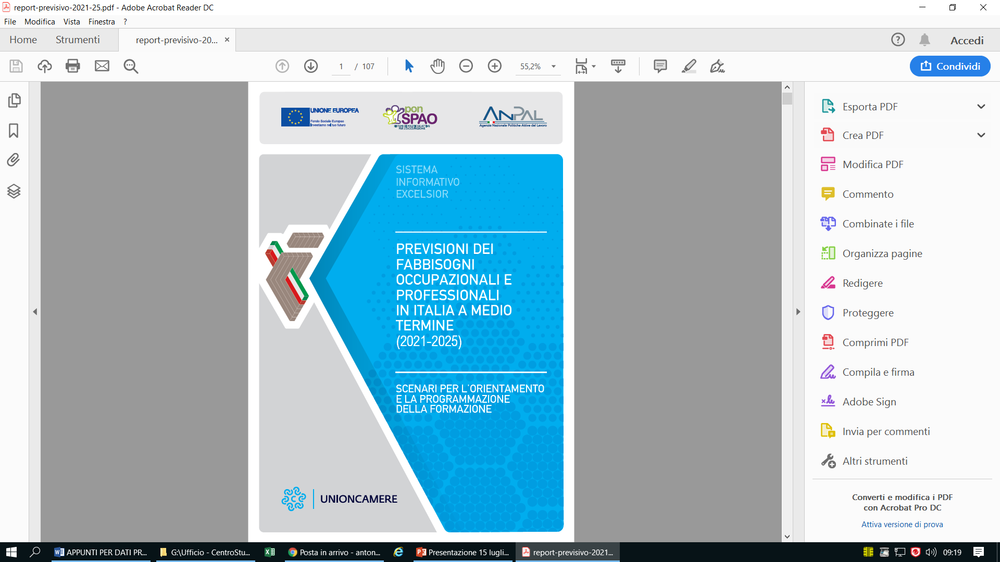 report-previsivo-2021-25.pdf - Adobe Acrobat Reader DC
File Modifica Vista Finestra ?
Home Strumenti report-previsivo-20... × Accedi
1 / 107 55,2% Condividi
UNIONE EUROPEA
Fondo Sociale Europeo
Investiamo nel tuo futuro
pon
SPAO
SISTEMI DI POLITICHE ATTIVE
PER L'OCCUPAZIONE
ANPAL
Agenzia Nazionale Politiche Attive del Lavoro
SISTEMA
INFORMATIVO
EXCELSIOR
PREVISIONI DEI
FABBISOGNI
OCCUPAZIONALI E
PROFESSIONALI
IN ITALIA A MEDIO
TERMINE
(2021-2025)
SCENARI PER L'ORIENTAMENTO
E LA PROGRAMMAZIONE
DELLA FORMAZIONE
UNIONCAMERE
Esporta PDF
Crea PDF
Modifica PDF
Commento
Combinate i file
Organizza pagine
Redigere
Proteggere
Comprimi PDF
Compila e firma
Adobe Sign
Invia per commenti
Altri strumenti
Converti e modifica i PDF
con Acrobat Pro DC
Attiva versione di prova
APPUNTI PER DATI PR... G:\Ufficio - CentroStu... Posta in arrivo - anton... Presentazione 15 lugli... report-previsivo-2021... 09:19